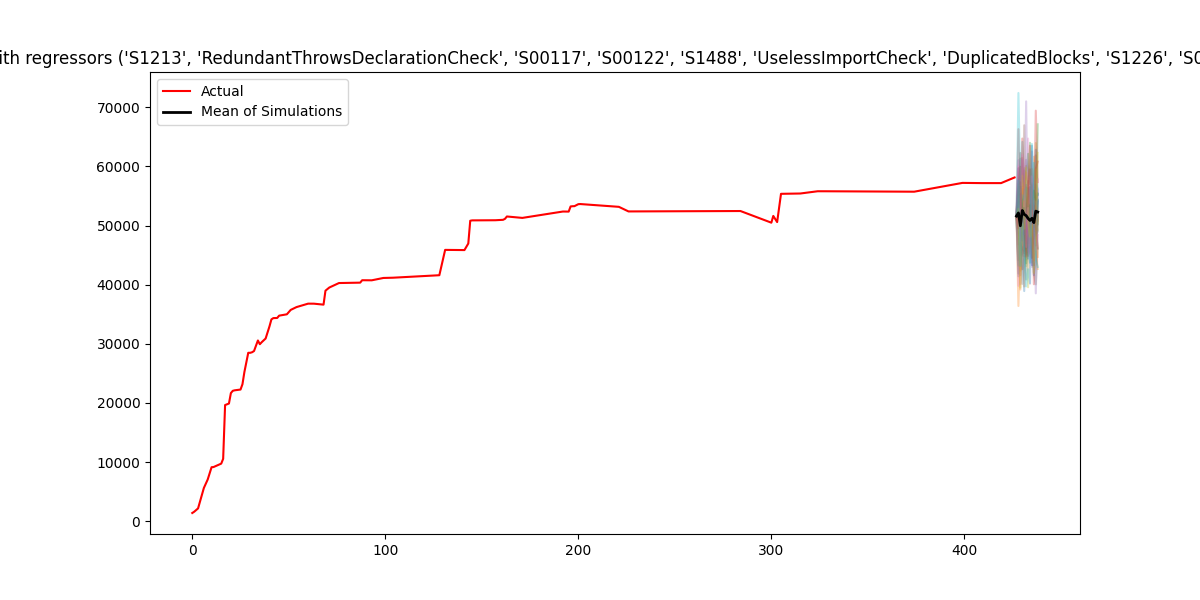 ith regressors ('S1213', 'RedundantThrowsDeclarationCheck', 'S00117', 'S00122', 'S1488', 'UselessImportCheck', 'DuplicatedBlocks', 'S1226', 'S0
Actual
Mean of Simulations
70000
60000
50000
40000
30000
20000
10000
0
0 100 200 300 400